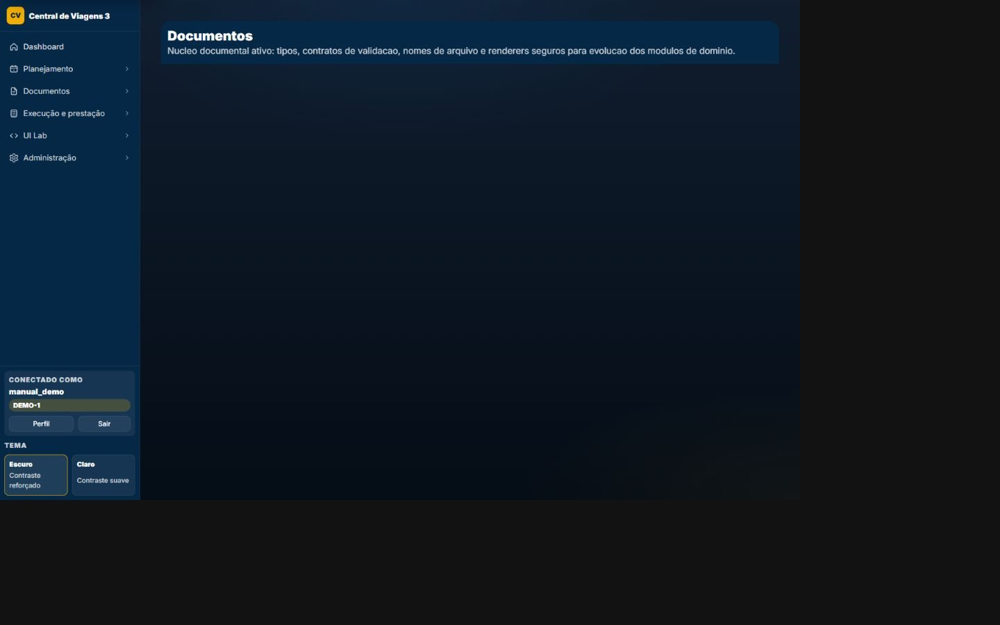 CV Central de Viagens 3
Dashboard
Planejamento
Documentos
Execução e prestação
UI Lab
Administração
CONECTADO COMO
manual_demo
DEMO-1
Perfil
Sair
TEMA
Escuro
Contraste
reforçado
Claro
Contraste suave
Documentos
Nucleo documental ativo: tipos, contratos de validacao, nomes de arquivo e renderers seguros para evolucao dos modulos de dominio.